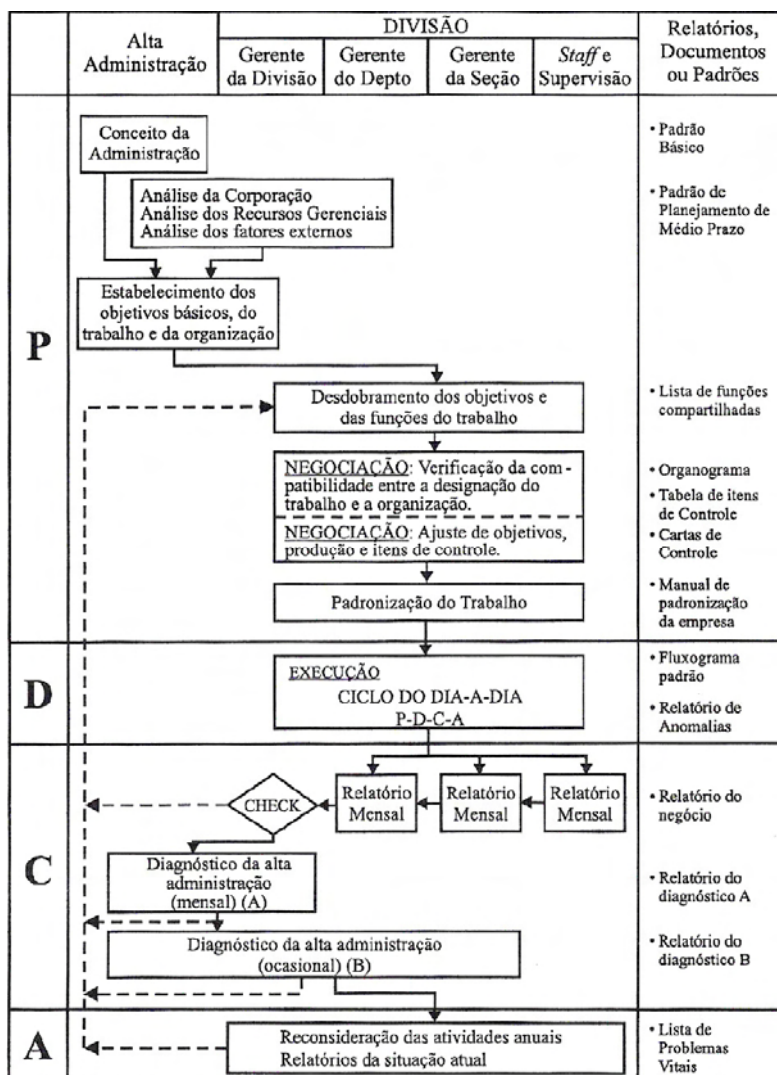 Alta
Administração
DIVISÃO
Gerente
da Divisão
Gerente
do Depto
Gerente
da Seção
Staff e
Supervisão
Relatórios,
Documentos
ou Padrões
P
Conceito da
Administração
Análise da Corporação
Análise dos Recursos Gerenciais
Análise dos fatores externos
Estabelecimento dos
objetivos básicos, do
trabalho e da organização
Desdobramento dos objetivos e
das funções do trabalho
NEGOCIAÇÃO: Verificação da com-
patibilidade entre a designação do
trabalho e a organização.
NEGOCIAÇÃO: Ajuste de objetivos,
produção e itens de controle.
Padronização do Trabalho
• Padrão
Básico
• Padrão de
Planejamento de
Médio Prazo
• Lista de funções
compartilhadas
• Organograma
• Tabela de itens
de Controle
• Cartas de
Controle
• Manual de
padronização
da empresa
D
EXECUÇÃO
CICLO DO DIA-A-DIA
P-D-C-A
• Fluxograma
padrão
• Relatório de
Anomalias
C
CHECK
Relatório
Mensal
Relatório
Mensal
Relatório
Mensal
Diagnóstico da alta
administração
(mensal) (A)
Diagnóstico da alta administração
(ocasional) (B)
• Relatório do
negócio
• Relatório do
diagnóstico A
• Relatório do
diagnóstico B
A
Reconsideração das atividades anuais
Relatórios da situação atual
• Lista de
Problemas
Vitais